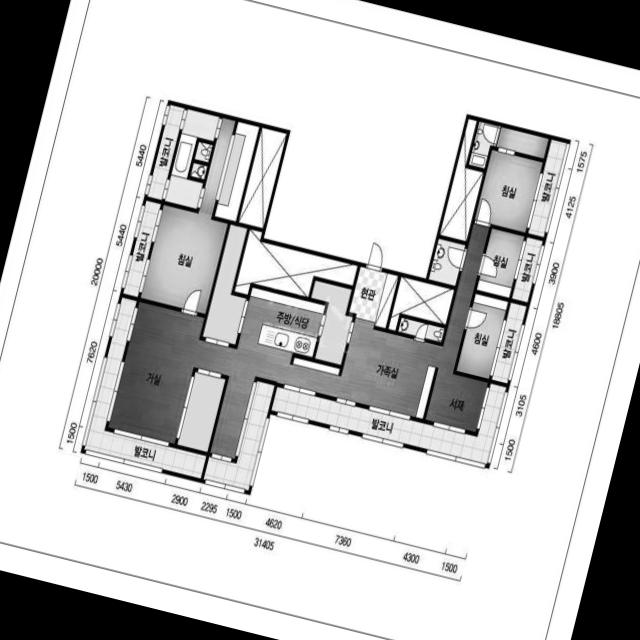 발코니
침실
발코니
5440
1575
4125
발코니
침실
5440
발코니
침실
3900
20000
현관
18805
주방/식당
침실
발코니
4600
7620
거실
가족실
서재
3105
발코니
1500
발코니
1500
1500
5430
2900
2295
1500
4620
7360
4300
1500
31405